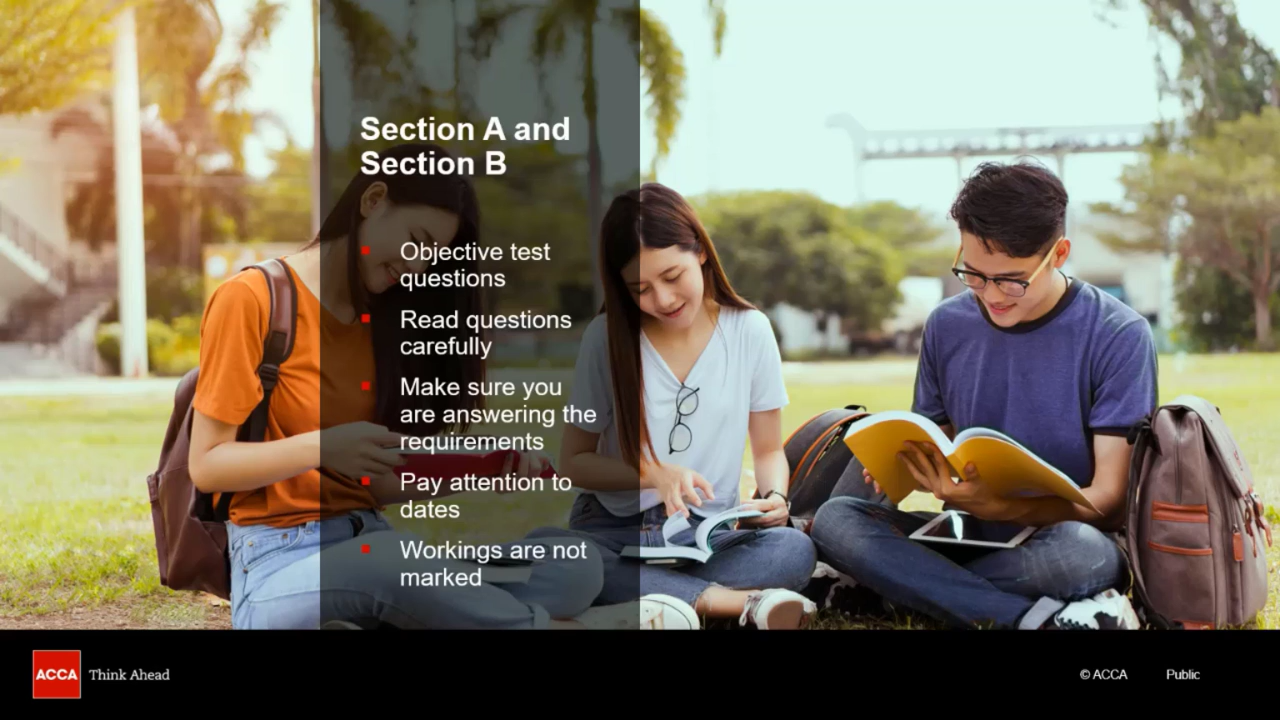 Section A and
Section B
Objective test
questions
Read questions
carefully
Make sure you
are answering the
requirements
Pay attention to
dates
Workings are not
marked
ACCA Think Ahead
© ACCA Public